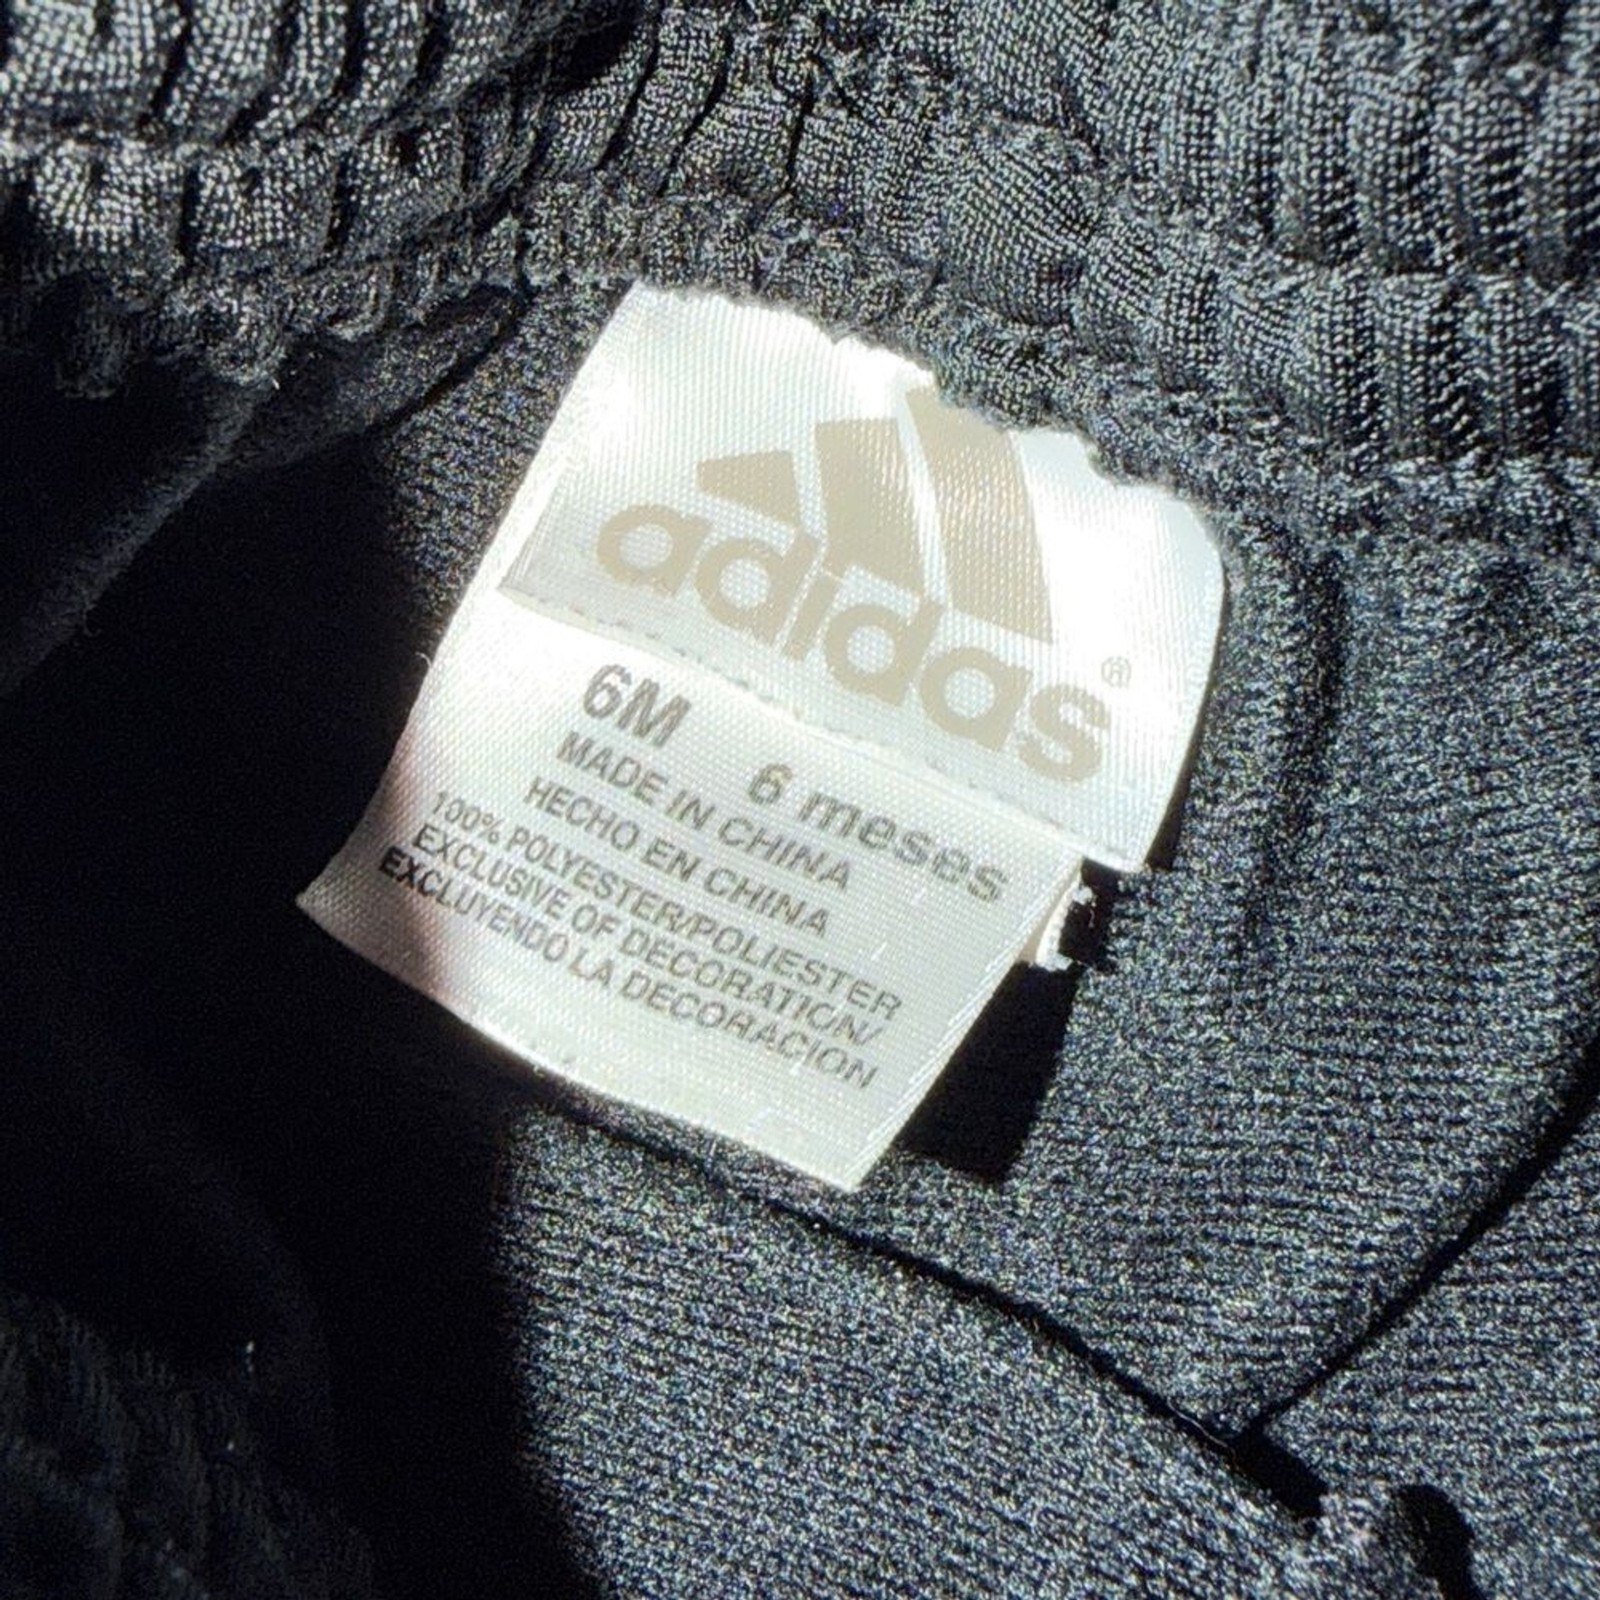 adidas®
6M 6 meses
MADE IN CHINA
HECHO EN CHINA
100% POLYESTER/POLIESTER
EXCLUSIVE OF DECORATION/
EXCLUYENDO LA DECORACION